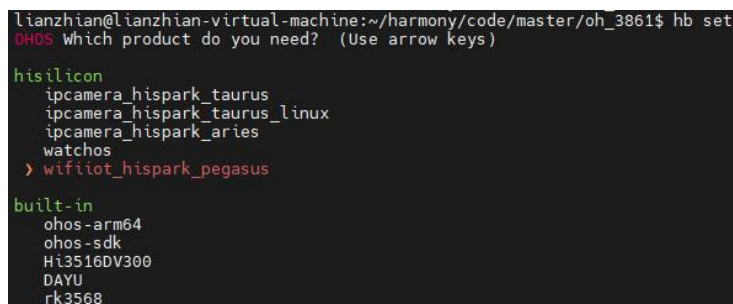 lianzhian@lianzhian-virtual-machine:~/harmony/code/master/oh_3861$ hb set
OHOS Which product do you need? (Use arrow keys)
hisilicon
ipcamera_hispark_taurus
ipcamera_hispark_taurus_linux
ipcamera_hispark_aries
watchos
❯ wifiiot_hispark_pegasus
built-in
ohos-arm64
ohos-sdk
Hi3516DV300
DAYU
rk3568